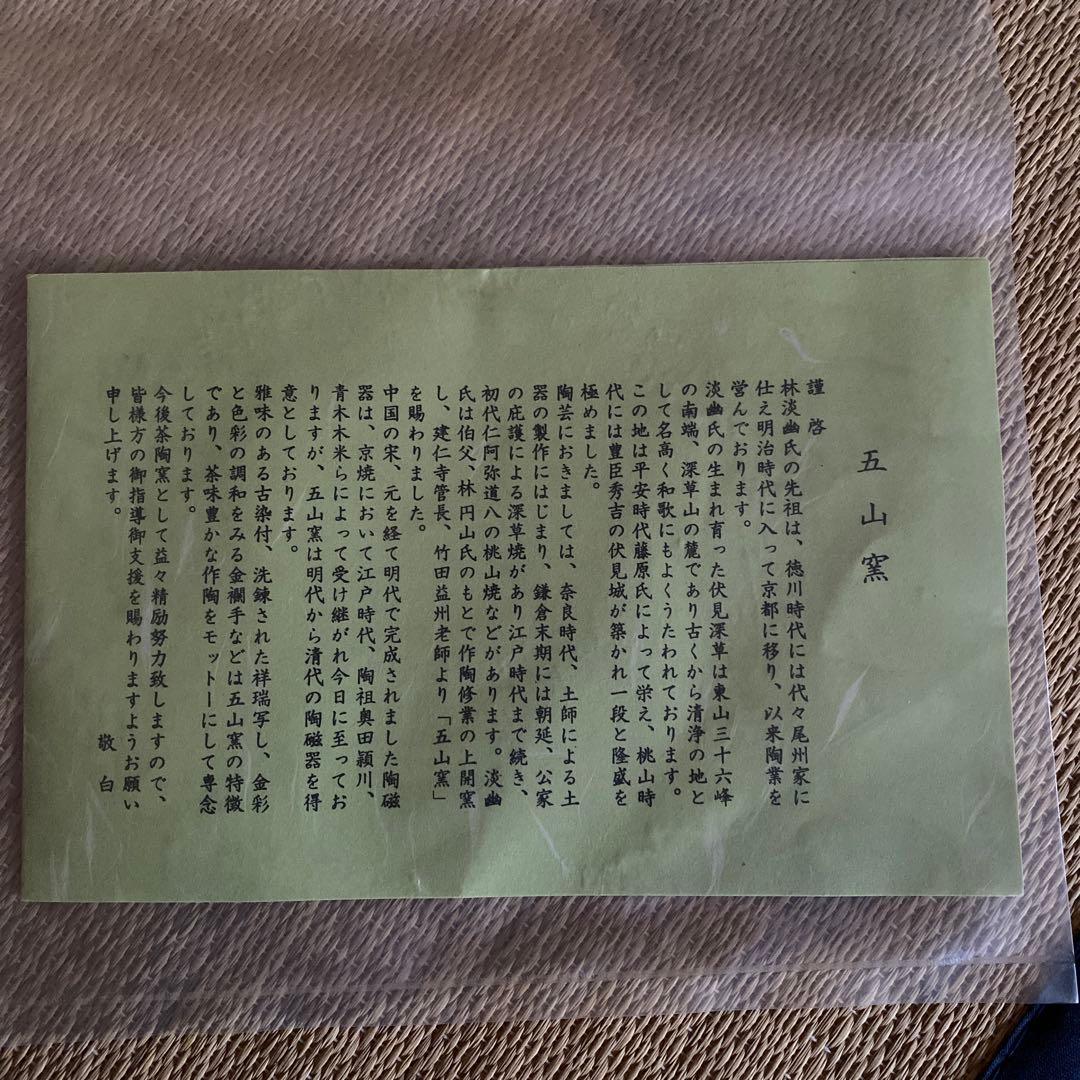 五山窯
謹啓
林淡幽氏の先祖は、徳川時代には代々尾州家に
仕え明治時代に入って京都に移り、以来陶業を
営んでおります。
淡幽氏の生まれ育った伏見深草は東山三十六峰
の南端、深草山の麓であり古くから清浄の地と
して名高く和歌にもよくうたわれております。
この地は平安時代藤原氏によって栄え、桃山時
代には豊臣秀吉の伏見城が築かれ一段と隆盛を
極めました。
陶芸におきましては、奈良時代、土師による土
器の製作にはじまり、鎌倉末期には朝延、公家
の庇護による深草焼があり江戸時代まで続き、
初代仁阿弥道八の桃山焼などがあります。淡幽
氏は伯父、林円山氏のもとで作陶修業の上開窯
し、建仁寺管長、竹田益州老師より「五山窯」
を賜わりました。
中国の宋、元を経て明代で完成されました陶磁
器は、京焼において江戸時代、陶祖奥田頴川、
青木木米らによって受け継がれ今日に至ってお
りますが、五山窯は明代から清代の陶磁器を得
意としております。
雅味のある古染付、洗錬された祥瑞写し、金彩
と色彩の調和をみる金襴手などは五山窯の特徴
であり、茶味豊かな作陶をモットーにして専念
しております。
今後茶陶窯として益々精励努力致しますので、
皆様方の御指導御支援を賜わりますようお願い
申し上げます。
敬白